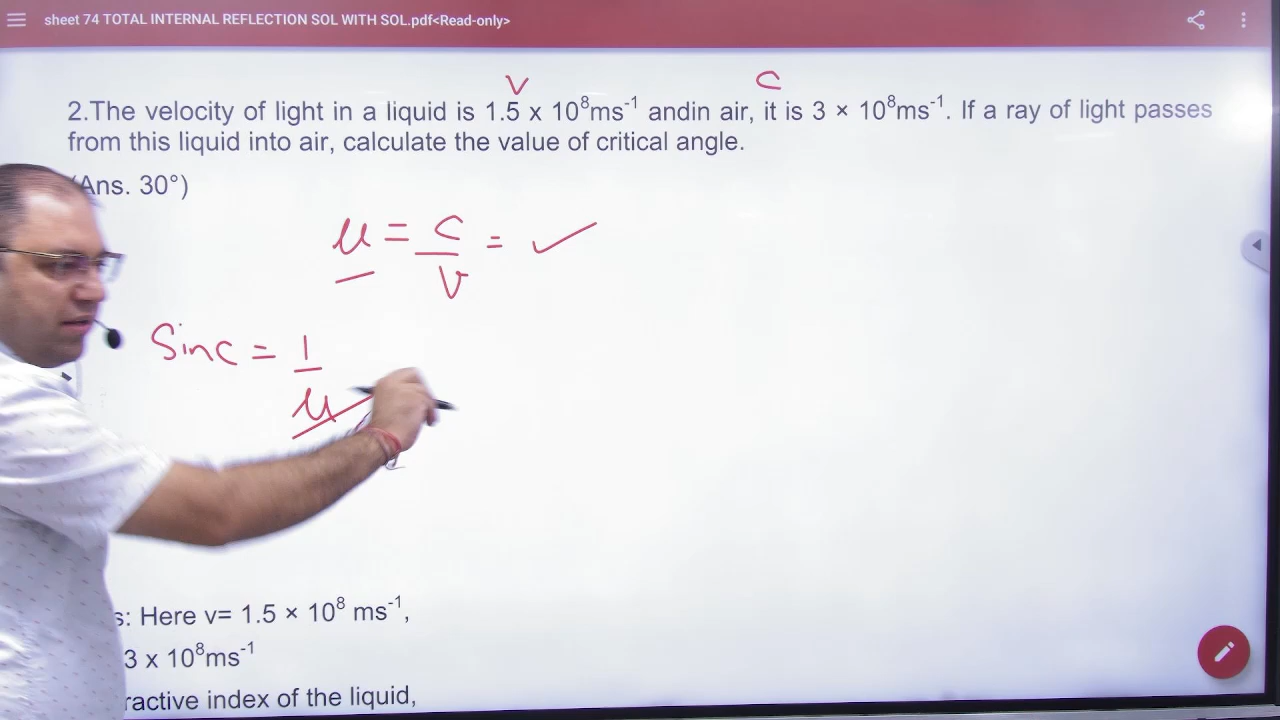 sheet 74 TOTAL INTERNAL REFLECTION SOL WITH SOL.pdf<Read-only>
v c
2.The velocity of light in a liquid is 1.5 x 10⁸ms⁻¹ andin air, it is 3 × 10⁸ms⁻¹. If a ray of light passes
from this liquid into air, calculate the value of critical angle.
Ans. 30°)
μ = c/v = ✓
Sinc = 1/μ
s: Here v= 1.5 × 10⁸ ms⁻¹,
3 x 10⁸ms⁻¹
ractive index of the liquid,